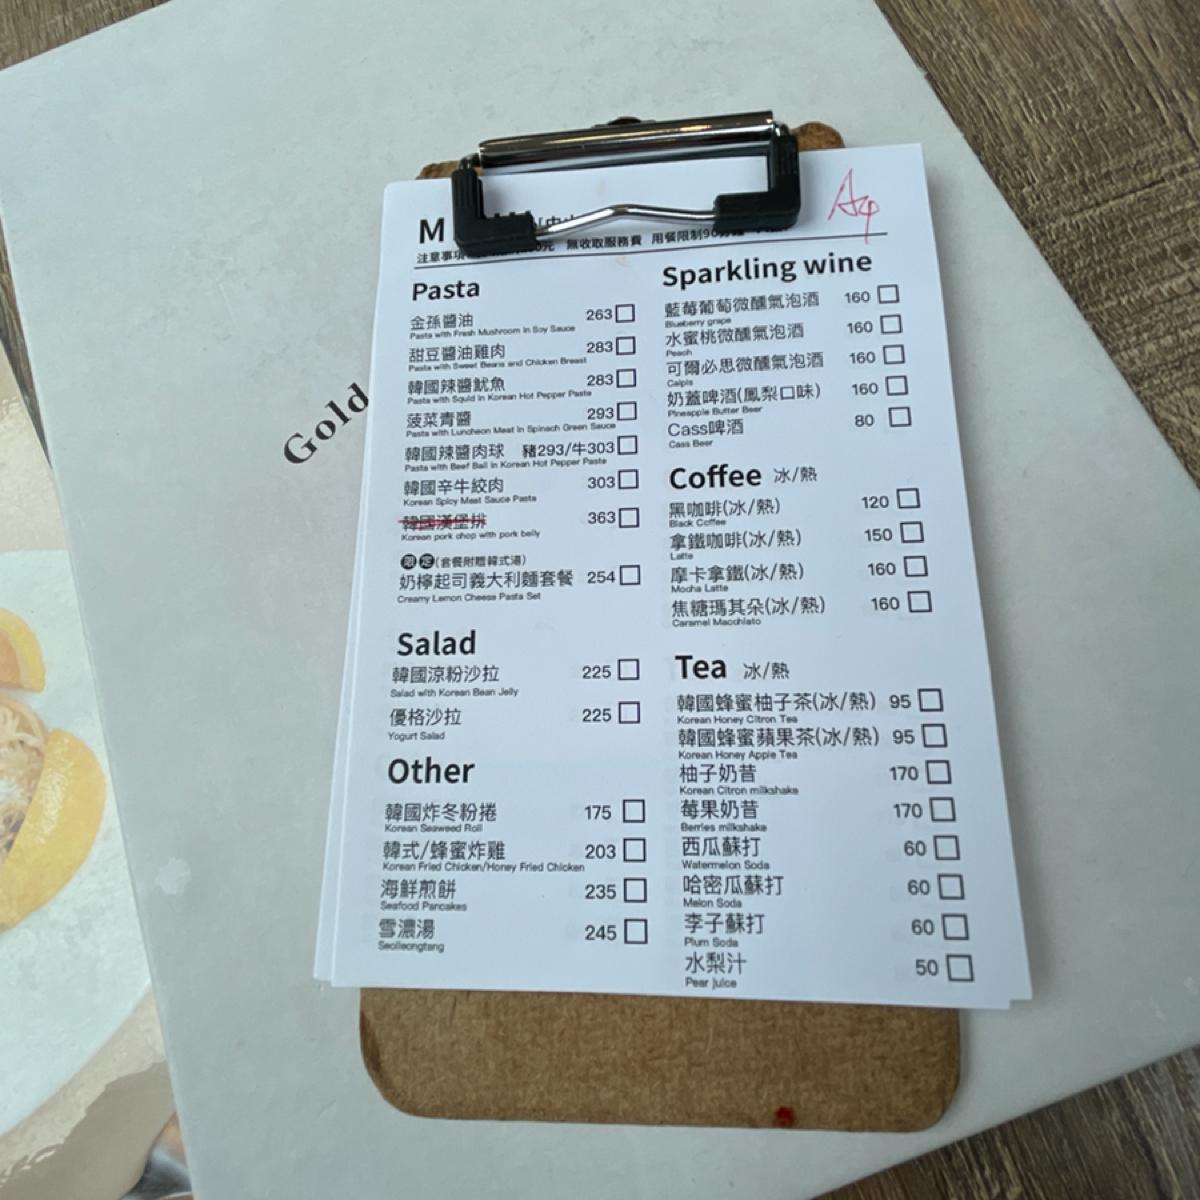 A9
M
注意事項
元 無收取服務費 用餐限制90
Pasta
金孫醬油 263
Pasta with Fresh Mushroom in Soy Sauce
甜豆醬油雞肉 283
Pasta with Sweet Beans and Chicken Breast
韓國辣醬魷魚 283
Pasta with Squid in Korean Hot Pepper Paste
菠菜青醬 293
Pasta with Luncheon Meat in Spinach Green Sauce
韓國辣醬肉球 豬293/牛303
Pasta with Beef Ball in Korean Hot Pepper Paste
韓國辛牛絞肉 303
Korean Spicy Meat Sauce Pasta
韓國漢堡排 363
Korean pork chop with pork belly
限定(套餐附贈韓式湯)
奶檸起司義大利麵套餐 254
Creamy Lemon Cheese Pasta Set
Salad
韓國涼粉沙拉 225
Salad with Korean Bean Jelly
優格沙拉 225
Yogurt Salad
Other
韓國炸冬粉捲 175
Korean Seaweed Roll
韓式/蜂蜜炸雞 203
Korean Fried Chicken/Honey Fried Chicken
海鮮煎餅 235
Seafood Pancakes
雪濃湯 245
Seolleongtang
Sparkling wine
藍莓葡萄微醺氣泡酒 160
Blueberry grape
水蜜桃微醺氣泡酒 160
Peach
可爾必思微醺氣泡酒 160
Calpis
奶蓋啤酒(鳳梨口味) 160
Pineapple Butter Beer
Cass啤酒 80
Cass Beer
Coffee 冰/熱
黑咖啡(冰/熱) 120
Black Coffee
拿鐵咖啡(冰/熱) 150
Latte
摩卡拿鐵(冰/熱) 160
Mocha Latte
焦糖瑪其朵(冰/熱) 160
Caramel Macchiato
Tea 冰/熱
韓國蜂蜜柚子茶(冰/熱) 95
Korean Honey Citron Tea
韓國蜂蜜蘋果茶(冰/熱) 95
Korean Honey Apple Tea
柚子奶昔 170
Korean Citron milkshake
莓果奶昔 170
Berries milkshake
西瓜蘇打 60
Watermelon Soda
哈密瓜蘇打 60
Melon Soda
李子蘇打 60
Plum Soda
水梨汁 50
Pear juice
Gold